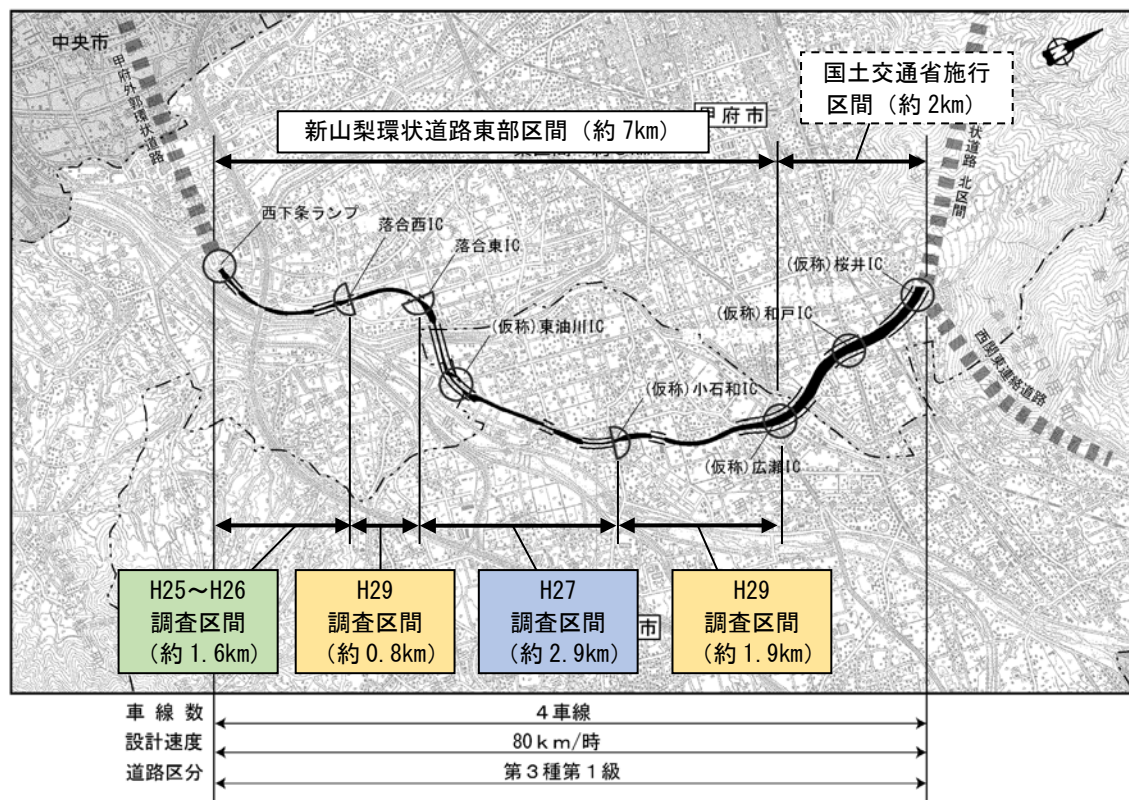 中央市
甲府外郭環状道路
国土交通省施行
区間（約2km）
甲府市
新山梨環状道路東部区間（約7km）
状道路 北区間
西下条ランプ
落合西IC
落合東IC
(仮称)桜井IC
(仮称)和戸IC
(仮称)東油川IC
西関東連絡道路
(仮称)小石和IC
(仮称)広瀬IC
H25～H26
調査区間
（約1.6km）
H29
調査区間
（約0.8km）
H27
調査区間
（約2.9km）
H29
調査区間
（約1.9km）
市
車線数
4車線
設計速度
80km/時
道路区分
第3種第1級